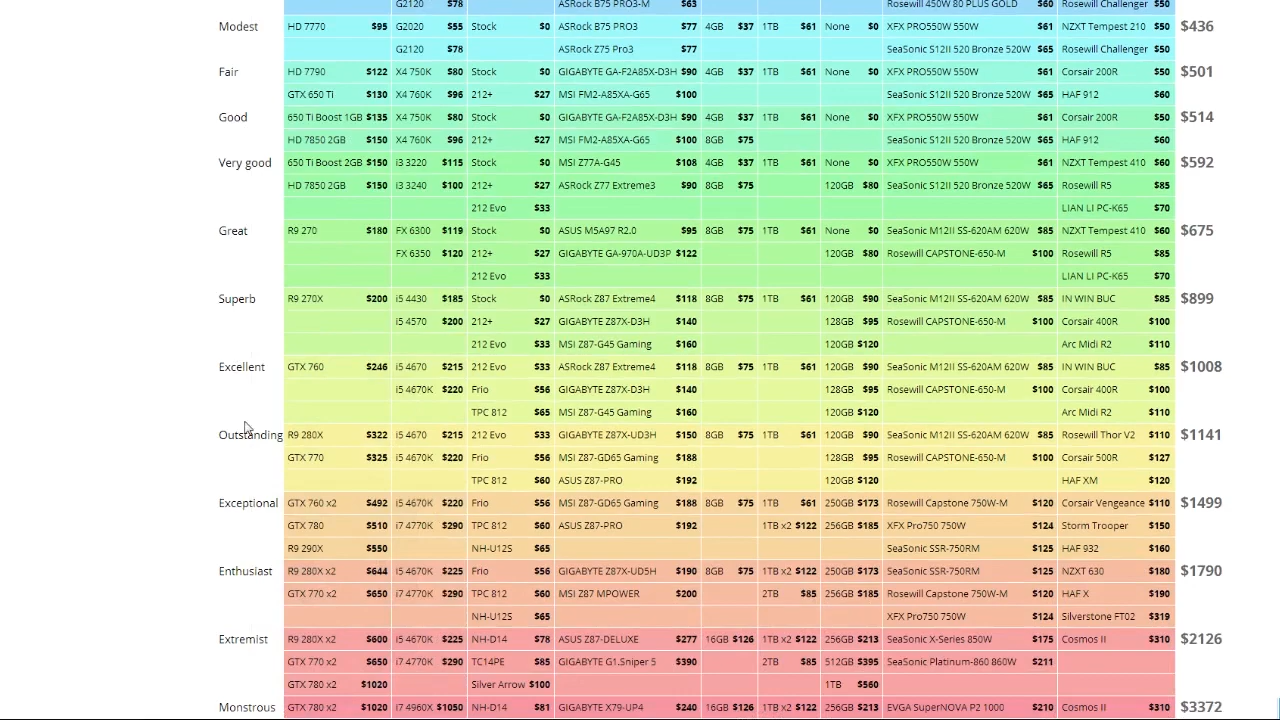 G2120 $78 ASRock B75 PRO3-M $63 Rosewill 450W 80 PLUS GOLD $60 Rosewill Challenger $50
Modest HD 7770 $95 G2020 $55 Stock $0 ASRock B75 Pro3 $77 4GB $37 1TB $61 None $0 XFX PRO550W 550W $61 NZXT Tempest 210 $50 $436
G2120 $78 ASRock Z75 Pro3 $77 SeaSonic S12II 520 Bronze 520W $65 Rosewill Challenger $50
Fair HD 7790 $122 X4 750K $80 Stock $0 GIGABYTE GA-F2A85X-D3H $90 4GB $37 1TB $61 None $0 XFX PRO550W 550W $61 Corsair 200R $50 $501
GTX 650 Ti $130 X4 760K $96 212+ $27 MSI FM2-A85XA-G65 $100 SeaSonic S12II 520 Bronze 520W $65 HAF 912 $60
Good 650 Ti Boost 1GB $135 X4 750K $80 Stock $0 GIGABYTE GA-F2A85X-D3H $90 4GB $37 1TB $61 None $0 XFX PRO550W 550W $61 Corsair 200R $50 $514
HD 7850 2GB $150 X4 760K $96 212+ $27 MSI FM2-A85XA-G65 $100 8GB $75 SeaSonic S12II 520 Bronze 520W $65 HAF 912 $60
Very good 650 Ti Boost 2GB $150 i3 3220 $115 Stock $0 MSI Z77A-G45 $108 4GB $37 1TB $61 None $0 XFX PRO550W 550W $61 NZXT Tempest 410 $60 $592
HD 7850 2GB $150 i3 3240 $100 212+ $27 ASRock Z77 Extreme3 $90 8GB $75 120GB $80 SeaSonic S12II 520 Bronze 520W $65 Rosewill R5 $85
212 Evo $33 LIAN LI PC-K65 $70
Great R9 270 $180 FX 6300 $119 Stock $0 ASUS M5A97 R2.0 $95 8GB $75 1TB $61 None $0 SeaSonic M12II SS-620AM 620W $85 NZXT Tempest 410 $60 $675
FX 6350 $120 212+ $27 GIGABYTE GA-970A-UD3P $122 120GB $80 Rosewill CAPSTONE-650-M $100 Rosewill R5 $85
212 Evo $33 LIAN LI PC-K65 $70
Superb R9 270X $200 i5 4430 $185 Stock $0 ASRock Z87 Extreme4 $118 8GB $75 1TB $61 120GB $90 SeaSonic M12II SS-620AM 620W $85 IN WIN BUC $85 $899
i5 4570 $200 212+ $27 GIGABYTE Z87X-D3H $140 128GB $95 Rosewill CAPSTONE-650-M $100 Corsair 400R $100
212 Evo $33 MSI Z87-G45 Gaming $160 120GB $120 Arc Midi R2 $110
Excellent GTX 760 $246 i5 4670 $215 212 Evo $33 ASRock Z87 Extreme4 $118 8GB $75 1TB $61 120GB $90 SeaSonic M12II SS-620AM 620W $85 IN WIN BUC $85 $1008
i5 4670K $220 Frio $56 GIGABYTE Z87X-D3H $140 128GB $95 Rosewill CAPSTONE-650-M $100 Corsair 400R $100
TPC 812 $65 MSI Z87-G45 Gaming $160 120GB $120 Arc Midi R2 $110
Outstanding R9 280X $322 i5 4670 $215 212 Evo $33 GIGABYTE Z87X-UD3H $150 8GB $75 1TB $61 120GB $90 SeaSonic M12II SS-620AM 620W $85 Rosewill Thor V2 $110 $1141
GTX 770 $325 i5 4670K $220 Frio $56 MSI Z87-GD65 Gaming $188 128GB $95 Rosewill CAPSTONE-650-M $100 Corsair 500R $127
TPC 812 $60 ASUS Z87-PRO $192 120GB $120 HAF XM $120
Exceptional GTX 760 x2 $492 i5 4670K $220 Frio $56 MSI Z87-GD65 Gaming $188 8GB $75 1TB $61 250GB $173 Rosewill Capstone 750W-M $120 Corsair Vengeance $110 $1499
GTX 780 $510 i7 4770K $290 TPC 812 $60 ASUS Z87-PRO $192 1TB x2 $122 256GB $185 XFX Pro750 750W $124 Storm Trooper $150
R9 290X $550 NH-U12S $65 SeaSonic SSR-750RM $125 HAF 932 $160
Enthusiast R9 280X x2 $644 i5 4670K $225 Frio $56 GIGABYTE Z87X-UD5H $190 8GB $75 1TB x2 $122 250GB $173 SeaSonic SSR-750RM $125 NZXT 630 $180 $1790
GTX 770 x2 $650 i7 4770K $290 TPC 812 $60 MSI Z87 MPOWER $200 2TB $85 256GB $185 Rosewill Capstone 750W-M $120 HAF X $190
NH-U12S $65 XFX Pro750 750W $124 Silverstone FT02 $319
Extremist R9 280X x2 $600 i5 4670K $225 NH-D14 $78 ASUS Z87-DELUXE $277 16GB $126 1TB x2 $122 256GB $213 SeaSonic X-Series 850W $175 Cosmos II $310 $2126
GTX 770 x2 $650 i7 4770K $290 TC14PE $85 GIGABYTE G1.Sniper 5 $390 2TB $85 512GB $395 SeaSonic Platinum-860 860W $211
GTX 780 x2 $1020 Silver Arrow $100 1TB $560
Monstrous GTX 780 x2 $1020 i7 4960X $1050 NH-D14 $81 GIGABYTE X79-UP4 $240 16GB $126 1TB x2 $122 256GB $213 EVGA SuperNOVA P2 1000 $210 Cosmos II $310 $3372